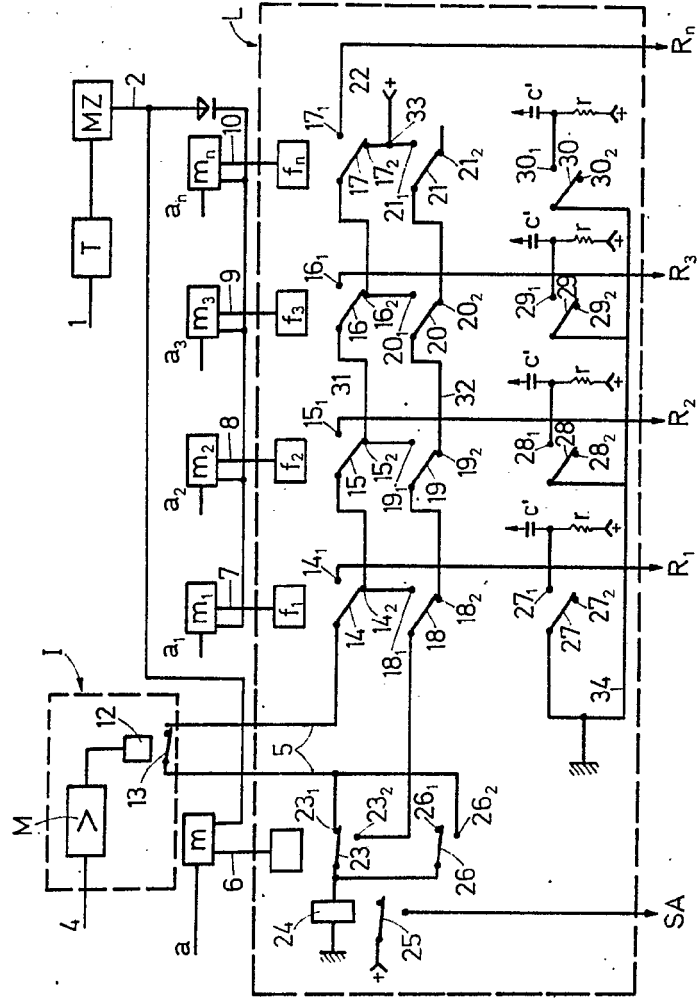 L
I
M
>
12
13
4
T
MZ
1
2
a
m
6
a₁
m₁
7
a₂
m₂
8
a₃
m₃
9
aₙ
mₙ
10
5
f₁
f₂
f₃
fₙ
14
14₁
14₂
15
15₁
15₂
16
16₁
16₂
17
17₁
17₂
22
+
33
31
18
18₁
18₂
19
19₁
19₂
20
20₁
20₂
21
21₁
21₂
32
23
23₁
23₂
24
25
+
26
26₁
26₂
27
27₁
27₂
c'
r
+
28
28₁
28₂
c'
r
+
29
29₁
29₂
c'
r
+
30
30₁
30₂
c'
r
+
34
SA
R₁
R₂
R₃
Rₙ